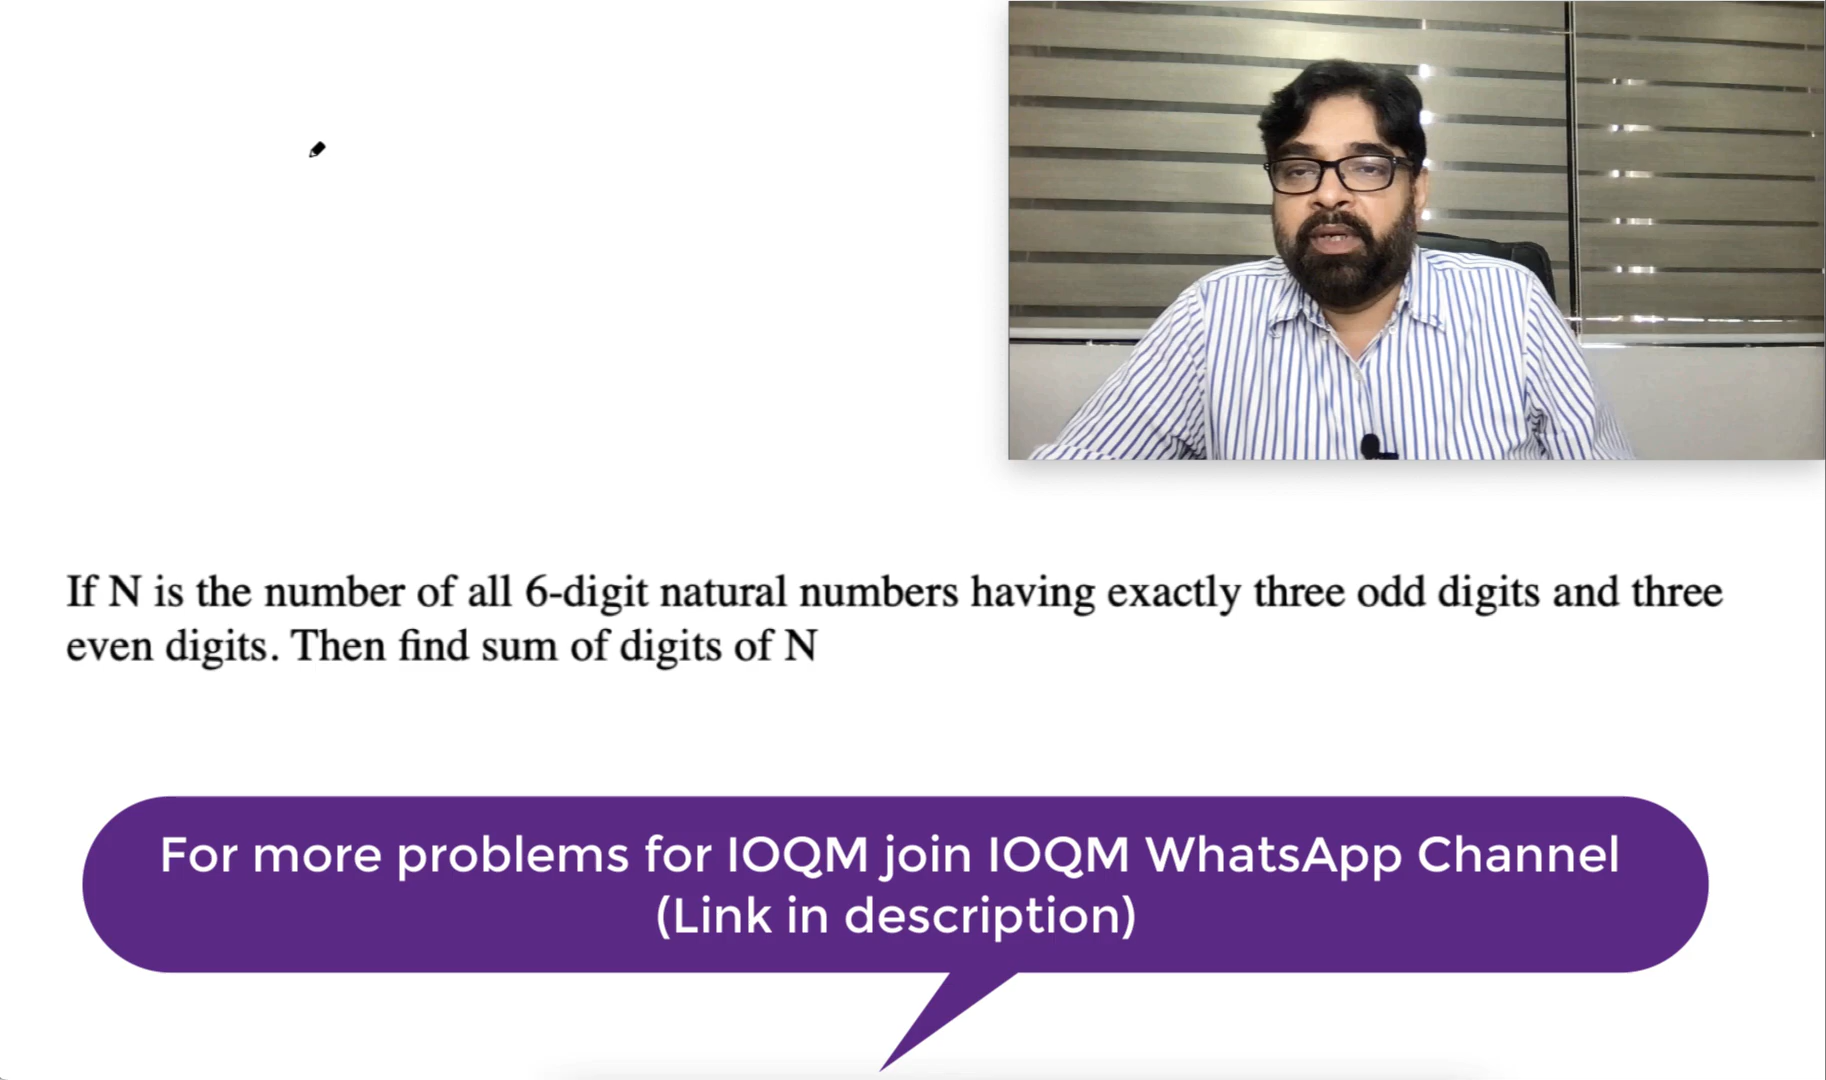 If N is the number of all 6-digit natural numbers having exactly three odd digits and three
even digits. Then find sum of digits of N
For more problems for IOQM join IOQM WhatsApp Channel
(Link in description)